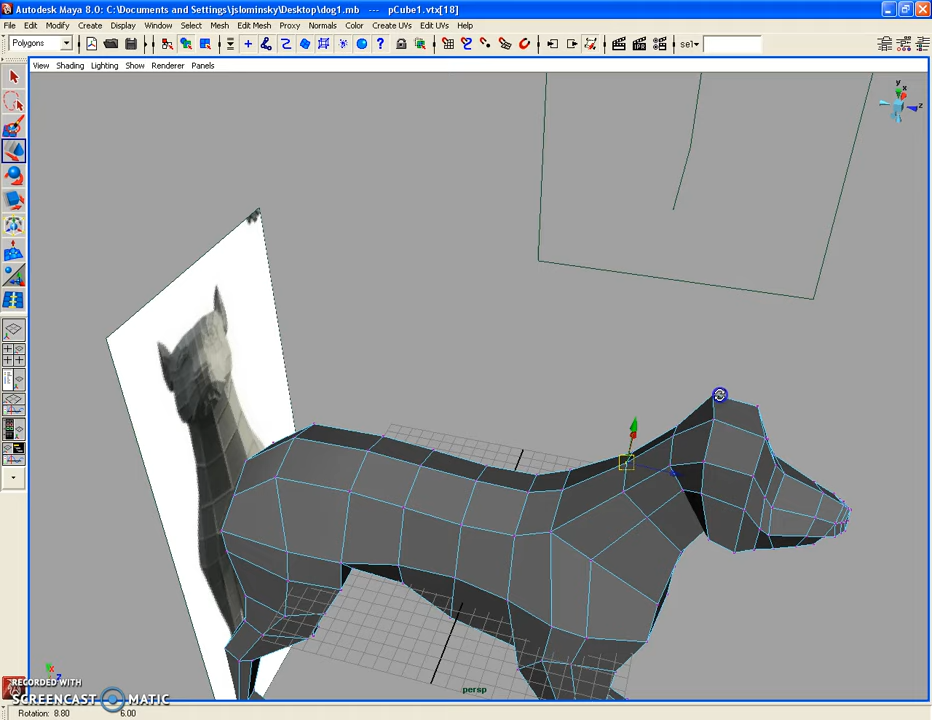 Autodesk Maya 8.0: C:\Documents and Settings\jslominsky\Desktop\dog1.mb --- pCube1.vtx[18]
File Edit Modify Create Display Window Select Mesh Edit Mesh Proxy Normals Color Create UVs Edit UVs Help
Polygons
sel
View Shading Lighting Show Renderer Panels
y
x
z
persp
RECORDED WITH
SCREENCAST MATIC
Rotation: 8.80 6.00